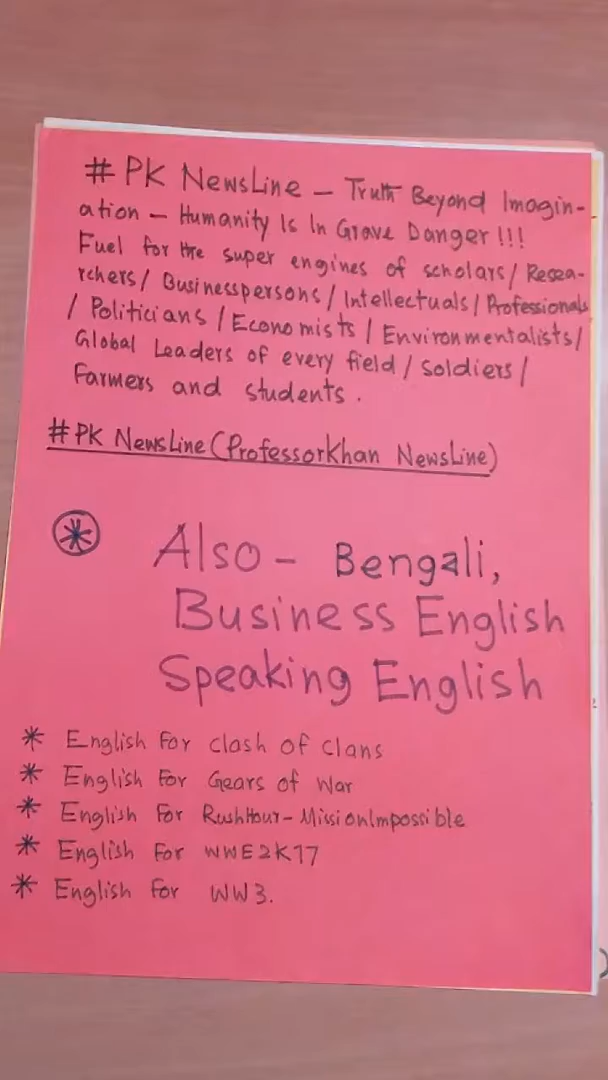 # PK NewsLine – Truth Beyond Imagin-
ation – Humanity Is In Grave Danger !!!
Fuel for the super engines of scholars/ Resea-
rchers/ Businesspersons/ Intellectuals/ Professionals
/ Politicians / Economists / Environmentalists/
Global Leaders of every field / Soldiers /
Farmers and students .
#PK NewsLine (ProfessorKhan NewsLine)
* Also – Bengali,
Business English
Speaking English
* English for Clash of Clans
* English for Gears of War
* English for RushHour-MissionImpossible
* English for WWE2K17
* English for WW3.